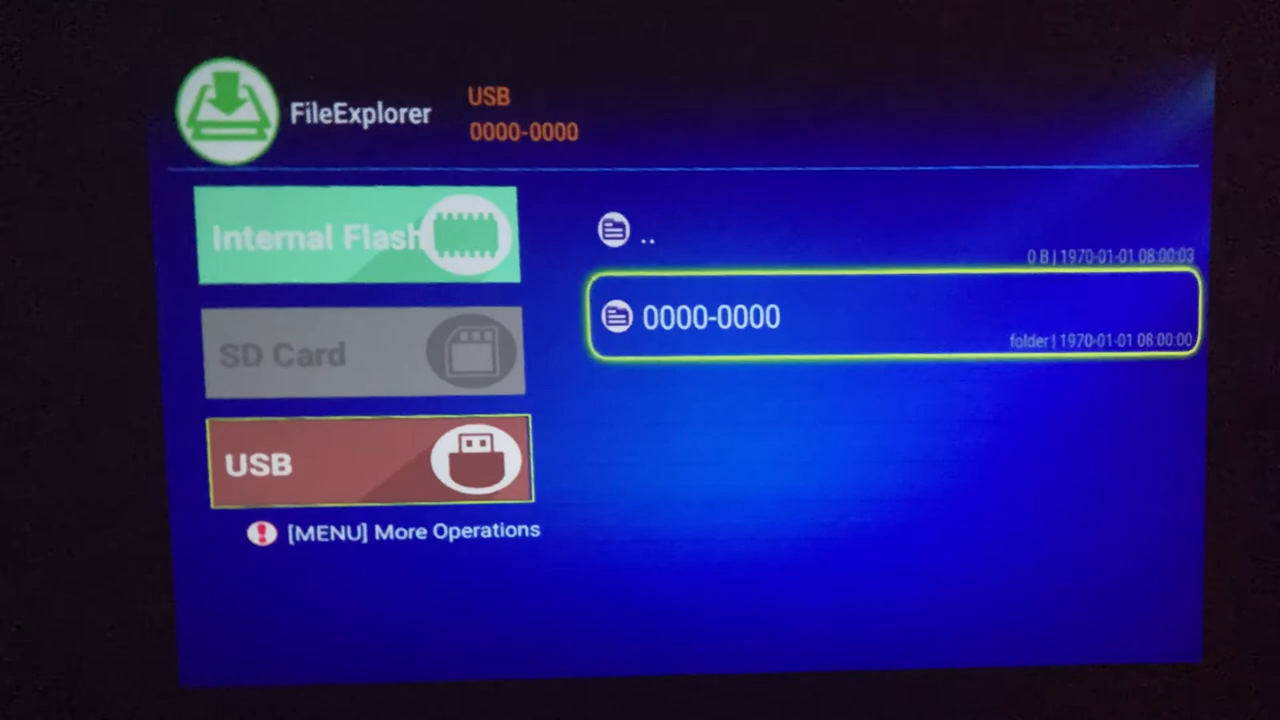 FileExplorer
USB
0000-0000
Internal Flash
SD Card
USB
[MENU] More Operations
..
0 B | 1970-01-01 08:00:03
0000-0000
folder | 1970-01-01 08:00:00